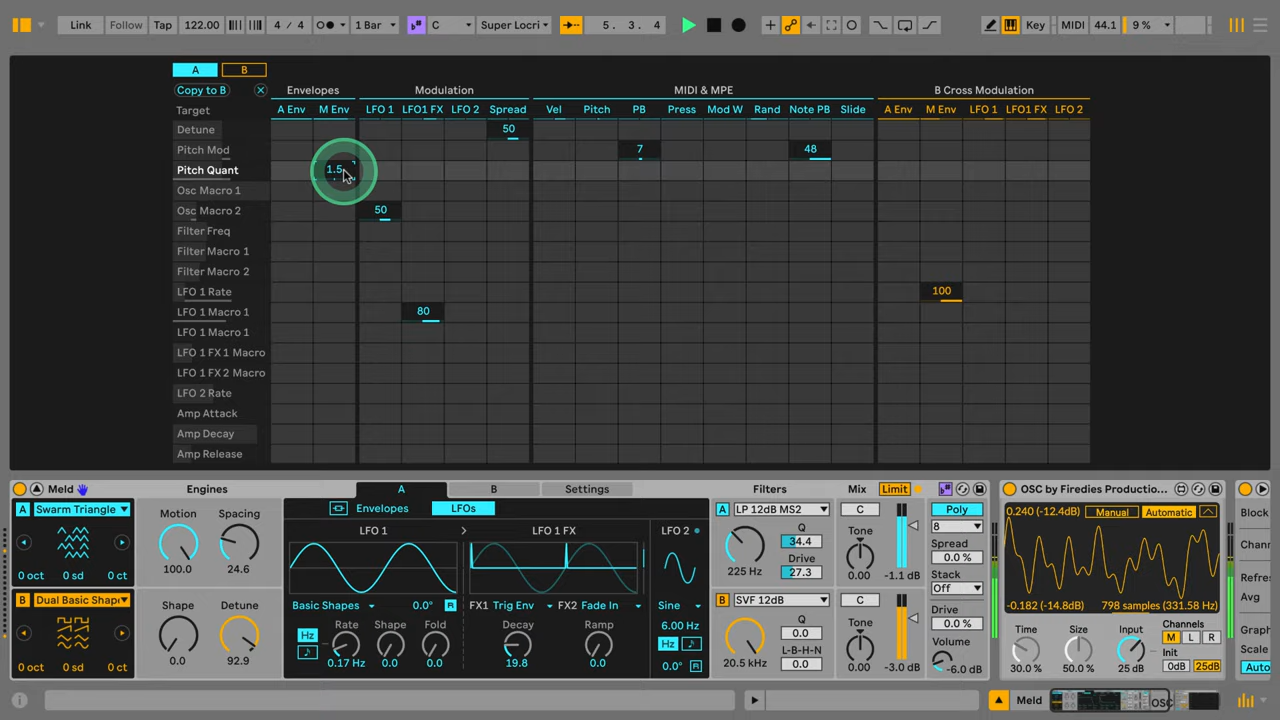 Link Follow Tap 122.00 4 / 4 1 Bar C Super Locri 5. 3. 4 Key MIDI 44.1 9 %
A B
Copy to B Envelopes Modulation MIDI & MPE B Cross Modulation
Target A Env M Env LFO 1 LFO1 FX LFO 2 Spread Vel Pitch PB Press Mod W Rand Note PB Slide A Env M Env LFO 1 LFO1 FX LFO 2
Detune 50
Pitch Mod 7 48
Pitch Quant 1.5
Osc Macro 1
Osc Macro 2 50
Filter Freq
Filter Macro 1
Filter Macro 2
LFO 1 Rate 100
LFO 1 Macro 1 80
LFO 1 Macro 1
LFO 1 FX 1 Macro
LFO 1 FX 2 Macro
LFO 2 Rate
Amp Attack
Amp Decay
Amp Release
Meld Engines A B Settings Filters Mix Limit OSC by Firedies Productio...
A Swarm Triangle Motion Spacing Envelopes LFOs A LP 12dB MS2 C Poly 0.240 (-12.4dB) Manual Automatic Block
LFO 1 LFO 1 FX LFO 2 Q 34.4 Tone 8 Chann
Drive 27.3 Spread 0.0 %
0 oct 0 sd 0 ct 100.0 24.6 225 Hz 0.00 -1.1 dB Stack Off Refres
B Dual Basic Shape Shape Detune Basic Shapes 0.0° R FX1 Trig Env FX2 Fade In Sine B SVF 12dB C -0.182 (-14.8dB) 798 samples (331.58 Hz) Avg
Hz Rate Shape Fold Decay Ramp 6.00 Hz Q 0.0 Tone Drive 0.0 % Time Size Input Channels M L R Graph
Hz L-B-H-N Volume Init Scale
0 oct 0 sd 0 ct 0.0 92.9 0.17 Hz 0.0 0.0 19.8 0.0 0.0° R 20.5 kHz 0.0 0.00 -3.0 dB -6.0 dB 30.0 % 50.0 % 25 dB 0dB 25dB Auto
Meld OSC